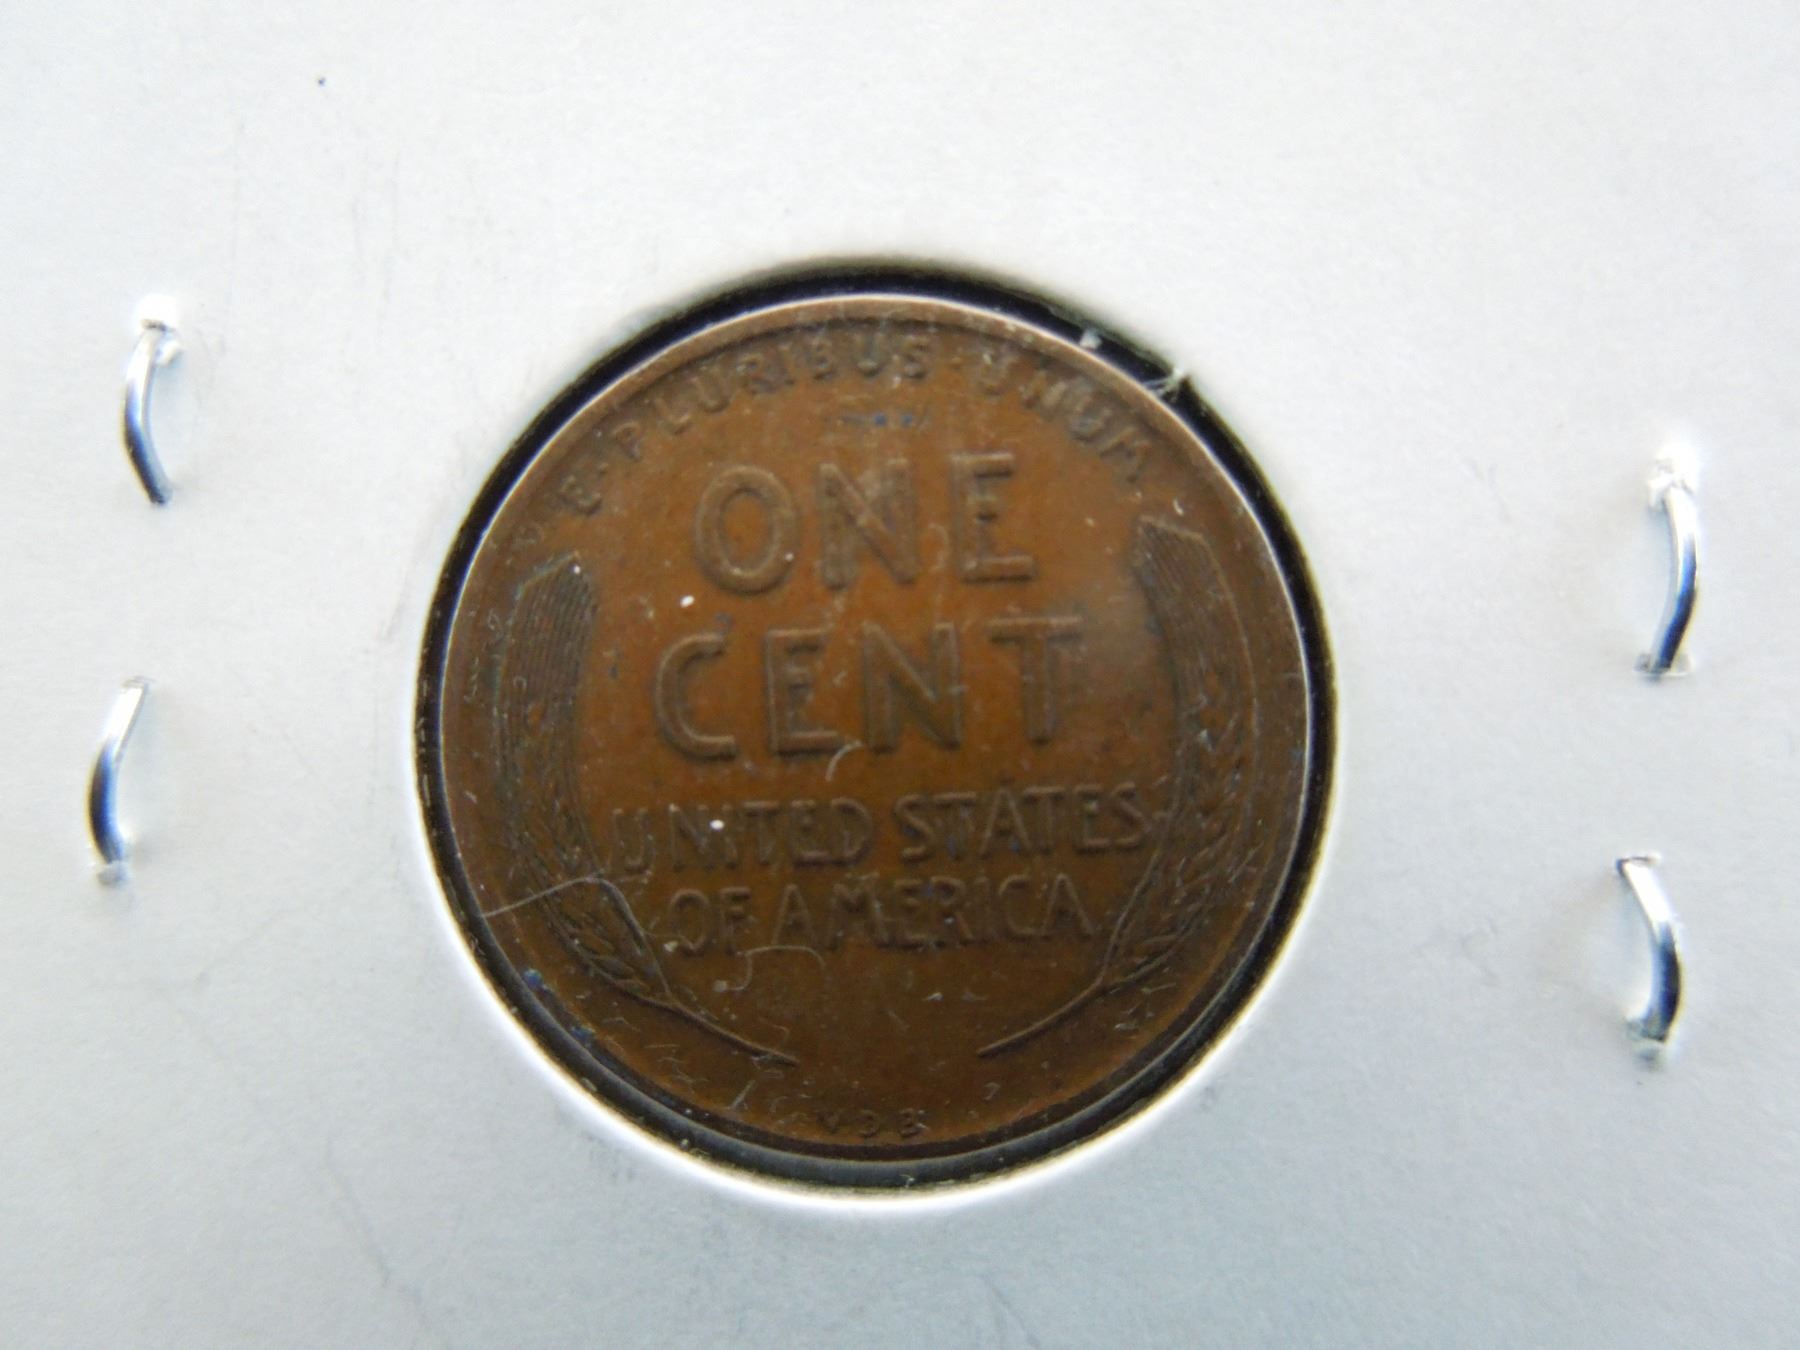 E·PLURIBUS·UNUM
ONE
CENT
UNITED STATES
OF AMERICA
VDB